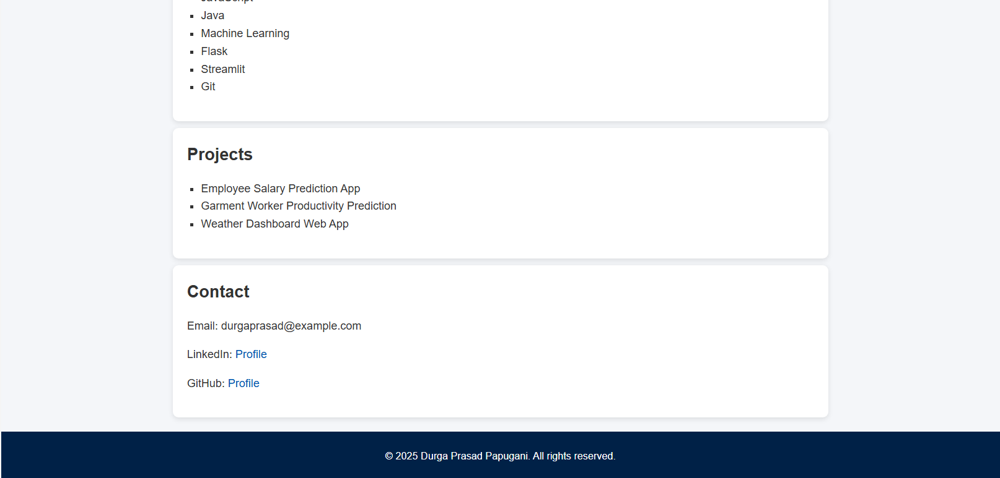 JavaScript
Java
Machine Learning
Flask
Streamlit
Git
Projects
Employee Salary Prediction App
Garment Worker Productivity Prediction
Weather Dashboard Web App
Contact
Email: durgaprasad@example.com
LinkedIn: Profile
GitHub: Profile
© 2025 Durga Prasad Papugani. All rights reserved.